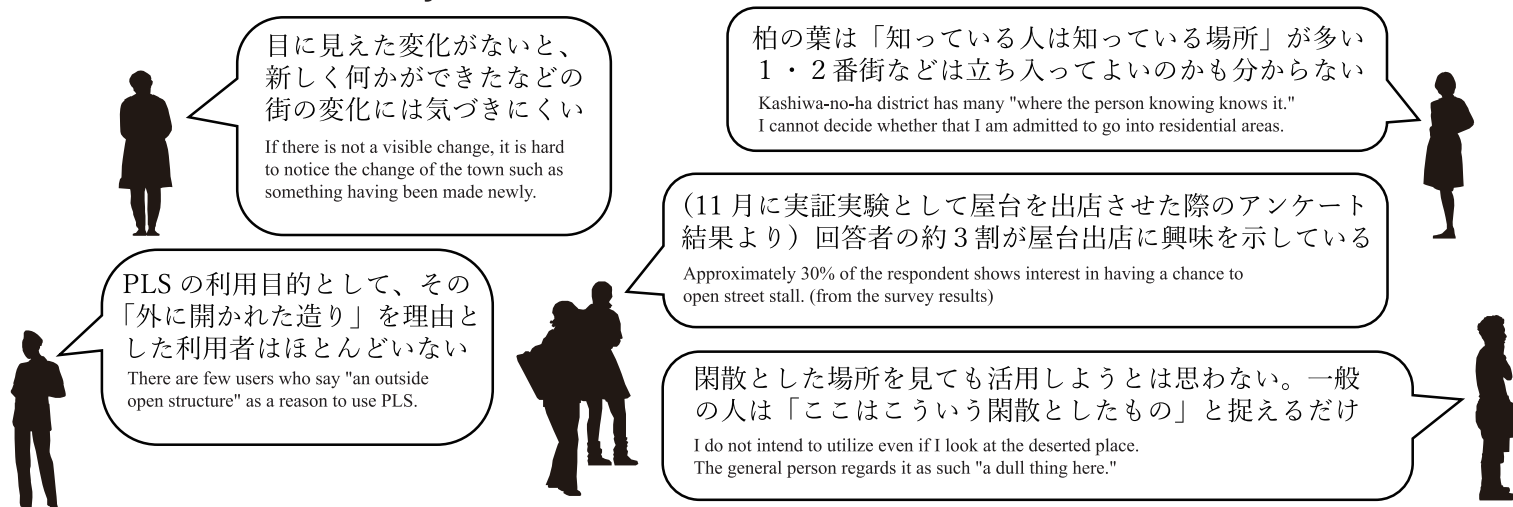 目に見えた変化がないと、
新しく何かができたなどの
街の変化には気づきにくい
If there is not a visible change, it is hard
to notice the change of the town such as
something having been made newly.
柏の葉は「知っている人は知っている場所」が多い
1・2番街などは立ち入ってよいのかも分からない
Kashiwa-no-ha district has many "where the person knowing knows it."
I cannot decide whether that I am admitted to go into residential areas.
(11 月に実証実験として屋台を出店させた際のアンケート
結果より）回答者の約3割が屋台出店に興味を示している
Approximately 30% of the respondent shows interest in having a chance to
open street stall. (from the survey results)
PLS の利用目的として、その
「外に開かれた造り」を理由と
した利用者はほとんどいない
There are few users who say "an outside
open structure" as a reason to use PLS.
閑散とした場所を見ても活用しようとは思わない。一般
の人は「ここはこういう閑散としたもの」と捉えるだけ
I do not intend to utilize even if I look at the deserted place.
The general person regards it as such "a dull thing here."